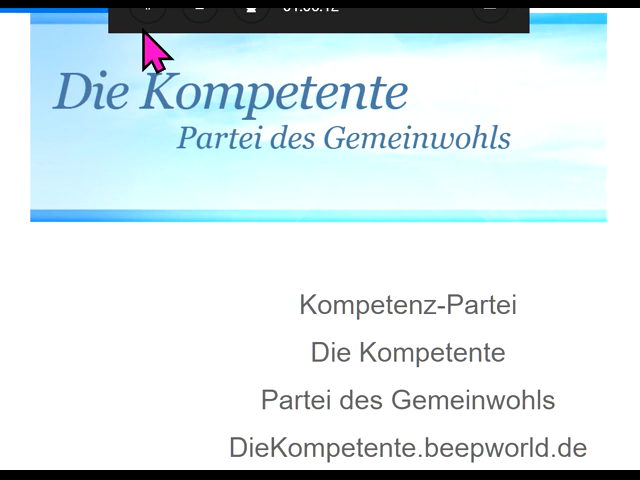 Die Kompetente
Partei des Gemeinwohls
Kompetenz-Partei
Die Kompetente
Partei des Gemeinwohls
DieKompetente.beepworld.de